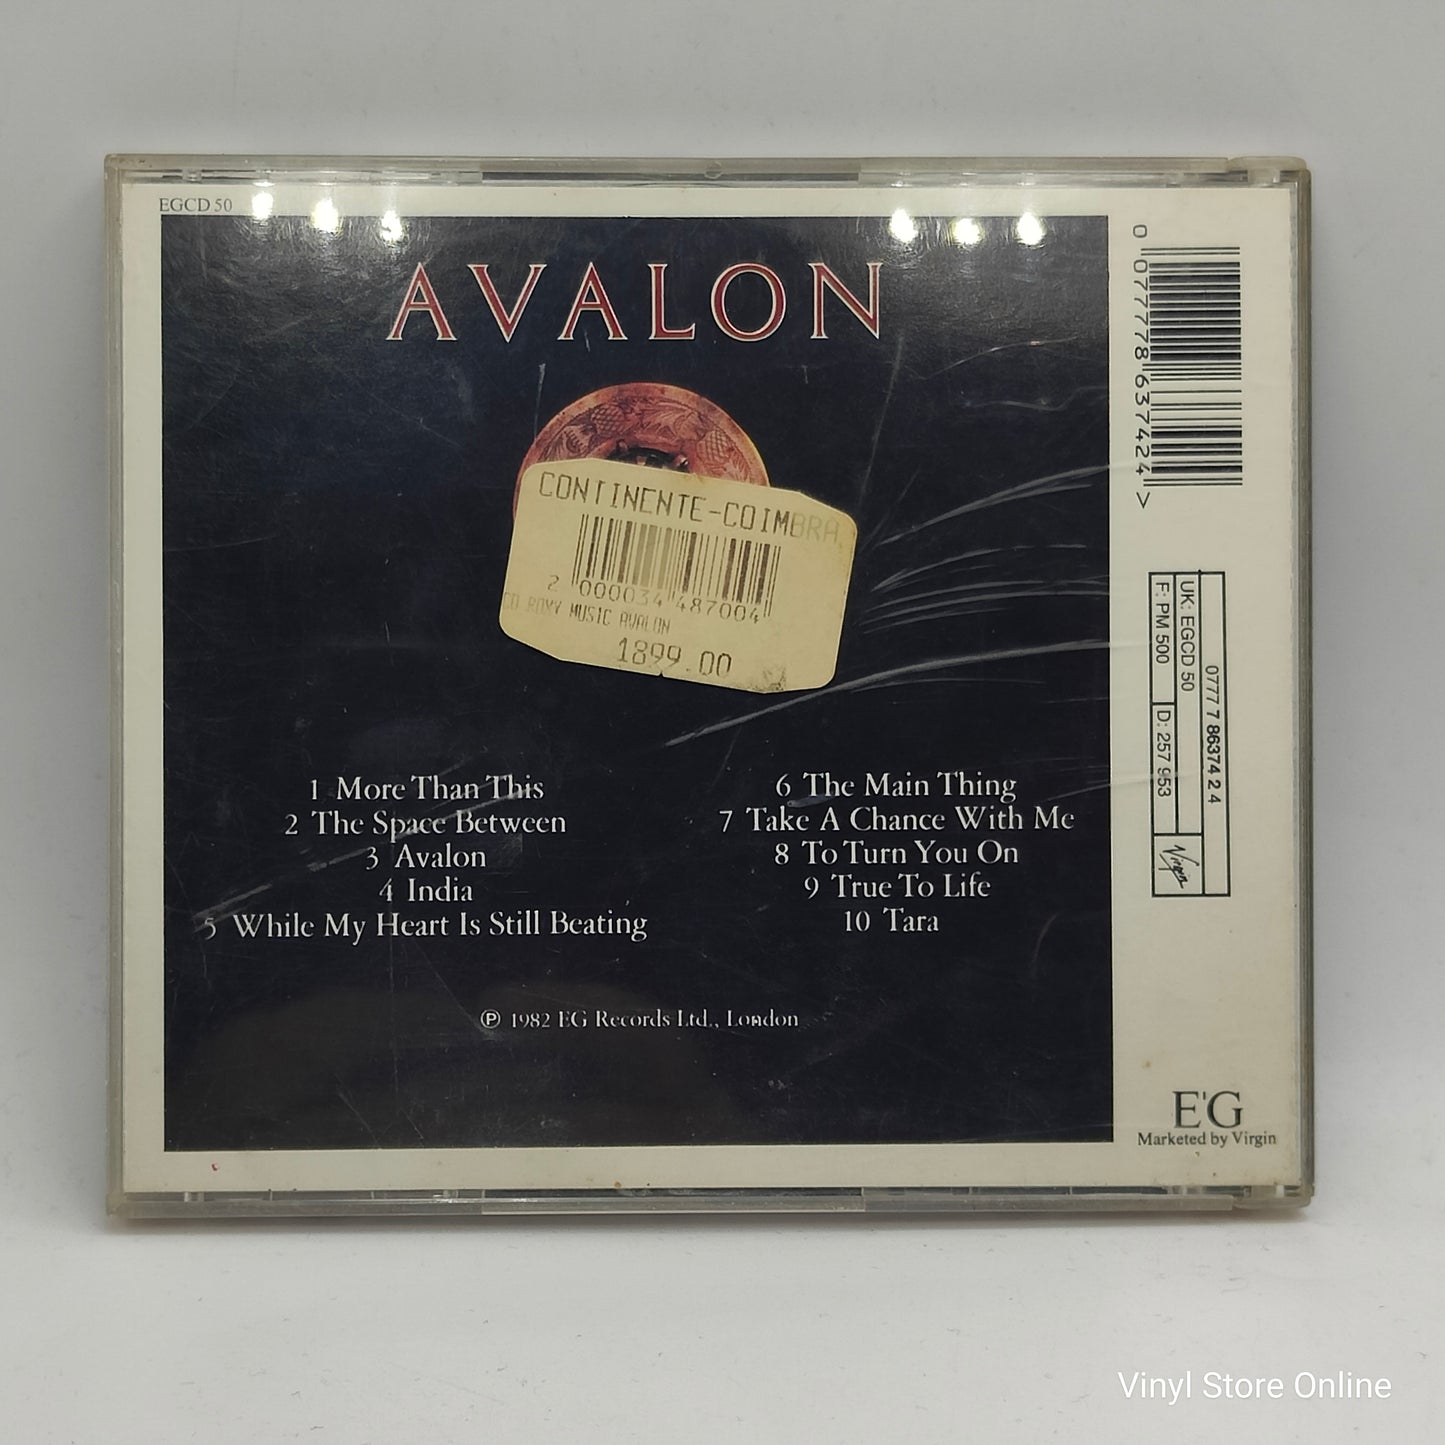 EGCD 50
AVALON
CONTINENTE-COIMBRA
2 000034 487004
CD ROXY MUSIC AVALON
1899.00
1 More Than This
2 The Space Between
3 Avalon
4 India
5 While My Heart Is Still Beating
6 The Main Thing
7 Take A Chance With Me
8 To Turn You On
9 True To Life
10 Tara
℗ 1982 EG Records Ltd., London
0 077778 637424 >
0777 7 86374 2 4
UK: EGCD 50
F: PM 500
D: 257 953
Virgin
E'G
Marketed by Virgin
Vinyl Store Online